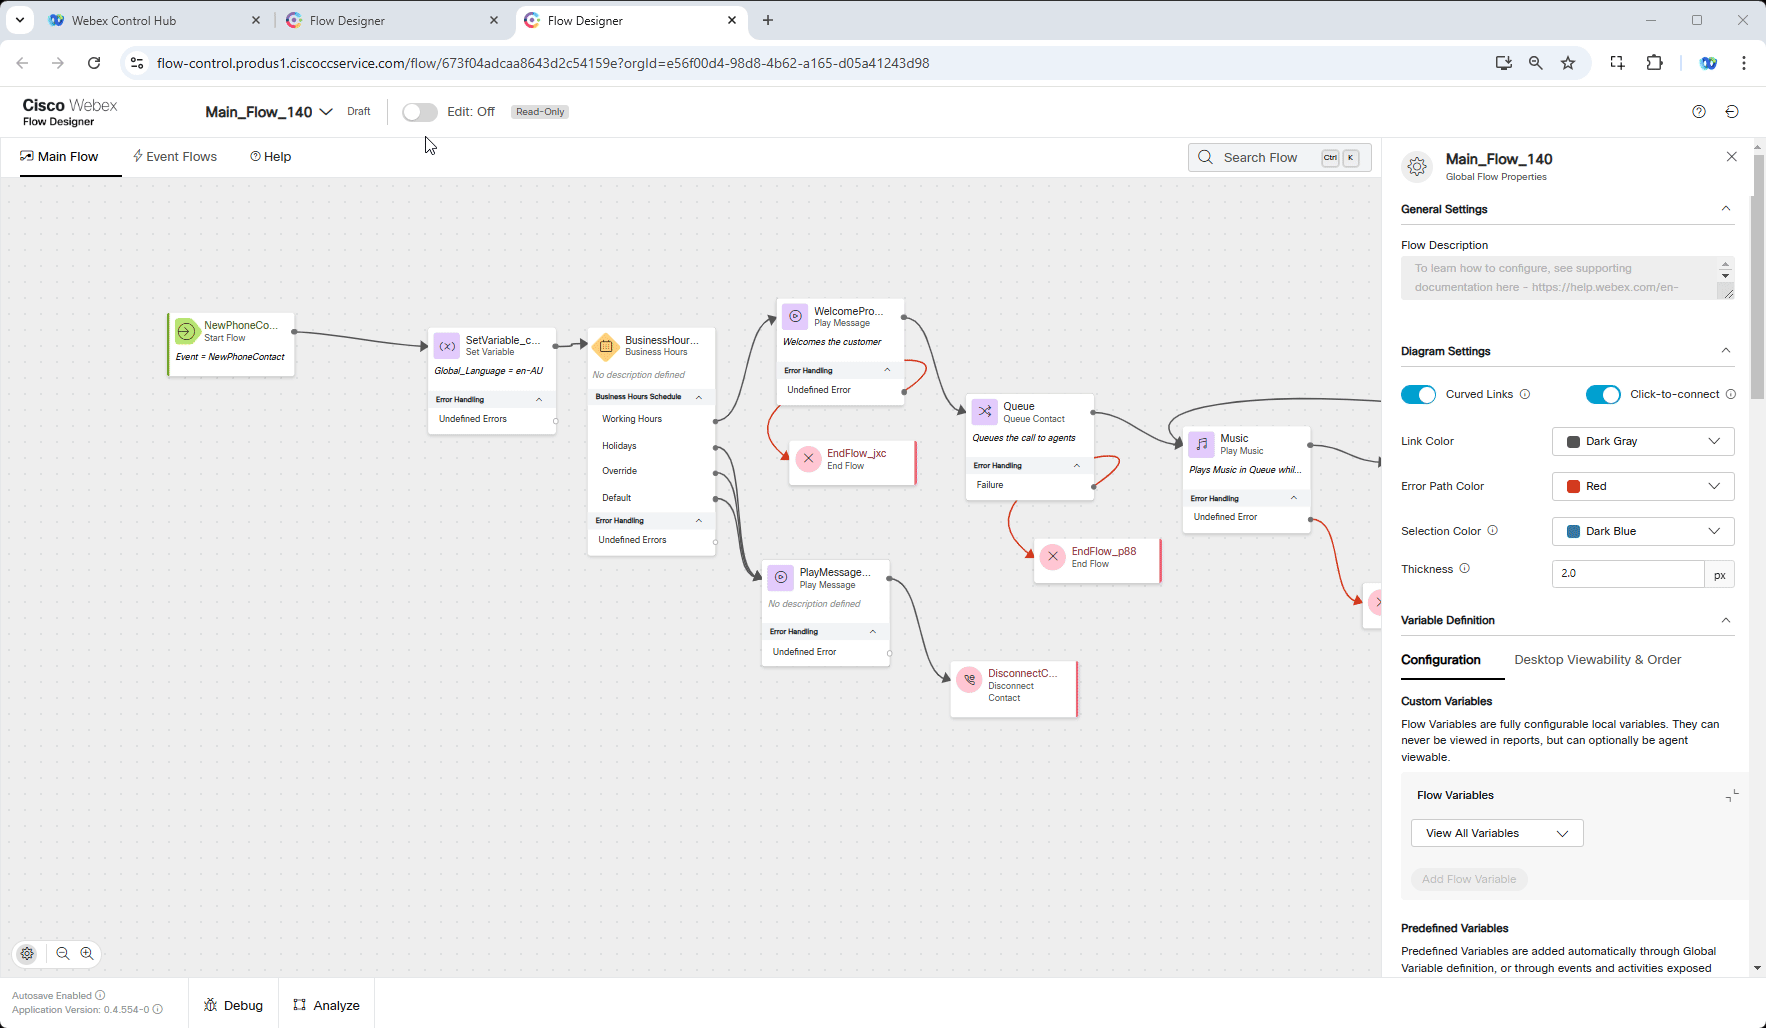 Webex Control Hub
Flow Designer
Flow Designer
flow-control.produs1.ciscoccservice.com/flow/673f04adcaa8643d2c54159e?orgId=e56f00d4-98d8-4b62-a165-d05a41243d98
Cisco Webex
Flow Designer
Main_Flow_140
Draft
Edit: Off
Read-Only
Main Flow
Event Flows
Help
Search Flow
Ctrl
K
NewPhoneCo...
Start Flow
Event = NewPhoneContact
SetVariable_c...
Set Variable
Global_Language = en-AU
Error Handling
Undefined Errors
BusinessHour...
Business Hours
No description defined
Business Hours Schedule
Working Hours
Holidays
Override
Default
Error Handling
Undefined Errors
WelcomePro...
Play Message
Welcomes the customer
Error Handling
Undefined Error
EndFlow_jxc
End Flow
PlayMessage...
Play Message
No description defined
Error Handling
Undefined Error
Queue
Queue Contact
Queues the call to agents
Error Handling
Failure
EndFlow_p88
End Flow
DisconnectC...
Disconnect
Contact
Music
Play Music
Plays Music in Queue whil...
Error Handling
Undefined Error
Main_Flow_140
Global Flow Properties
General Settings
Flow Description
To learn how to configure, see supporting
documentation here - https://help.webex.com/en-
Diagram Settings
Curved Links
Click-to-connect
Link Color
Dark Gray
Error Path Color
Red
Selection Color
Dark Blue
Thickness
2.0
px
Variable Definition
Configuration
Desktop Viewability & Order
Custom Variables
Flow Variables are fully configurable local variables. They can
never be viewed in reports, but can optionally be agent
viewable.
Flow Variables
View All Variables
Add Flow Variable
Predefined Variables
Predefined Variables are added automatically through Global
Variable definition, or through events and activities exposed
Autosave Enabled
Application Version: 0.4.554-0
Debug
Analyze